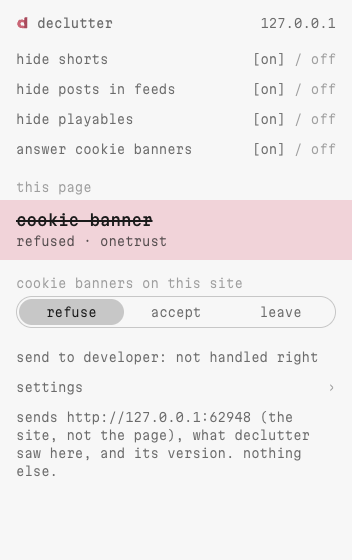 declutter 127.0.0.1
hide shorts [on] / off
hide posts in feeds [on] / off
hide playables [on] / off
answer cookie banners [on] / off
this page
cookie banner
refused · onetrust
cookie banners on this site
refuse accept leave
send to developer: not handled right
settings ›
sends http://127.0.0.1:62948 (the
site, not the page), what declutter
saw here, and its version. nothing
else.